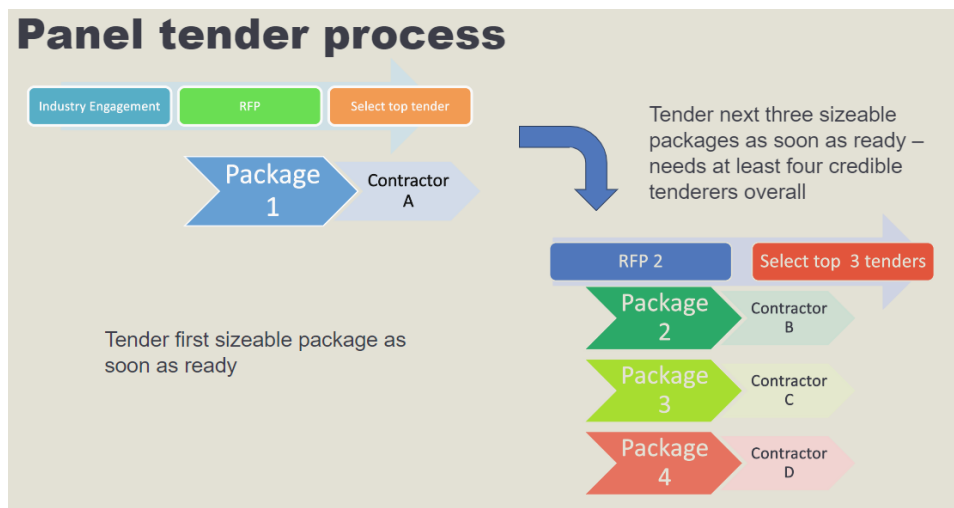 Panel tender process
Industry Engagement
RFP
Select top tender
Package
1
Contractor
A
Tender first sizeable package as
soon as ready
Tender next three sizeable
packages as soon as ready –
needs at least four credible
tenderers overall
RFP 2
Select top 3 tenders
Package
2
Contractor
B
Package
3
Contractor
C
Package
4
Contractor
D